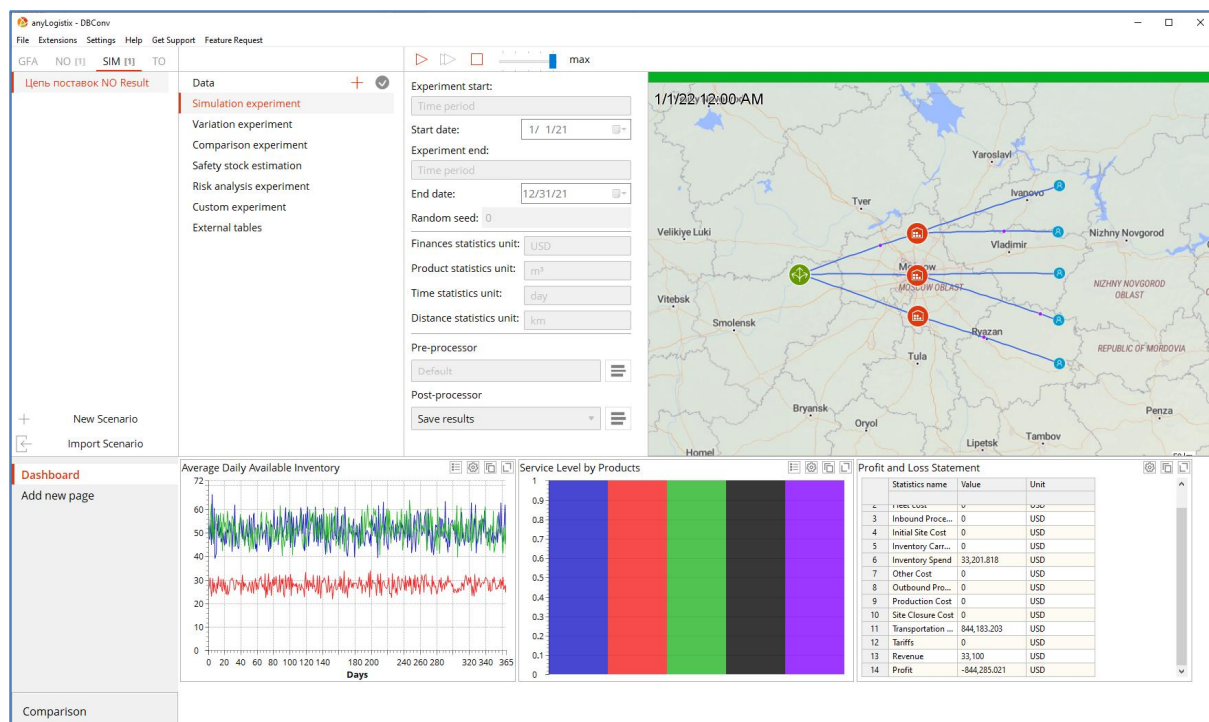 anyLogistix - DBConv
File Extensions Settings Help Get Support Feature Request
GFA NO [1] SIM [1] TO
max
Цепь поставок NO Result
New Scenario
Import Scenario
Data
Simulation experiment
Variation experiment
Comparison experiment
Safety stock estimation
Risk analysis experiment
Custom experiment
External tables
Experiment start:
Time period
Start date: 1/ 1/21
Experiment end:
Time period
End date: 12/31/21
Random seed: 0
Finances statistics unit: USD
Product statistics unit: m³
Time statistics unit: day
Distance statistics unit: km
Pre-processor
Default
Post-processor
Save results
1/1/22 12:00 AM
Yaroslavl
Ivanovo
Tver
Velikiye Luki
Nizhny Novgorod
Vladimir
Moscow
MOSCOW OBLAST
NIZHNY NOVGOROD
OBLAST
Vitebsk
Smolensk
Ryazan
REPUBLIC OF MORDOVIA
Tula
Bryansk
Penza
Oryol
Tambov
Lipetsk
Homel
Dashboard
Add new page
Comparison
Average Daily Available Inventory
72
60
50
40
30
20
10
0
0 20 40 60 80 100 120 140 180 200 240 260 280 320 340 365
Days
Service Level by Products
1
0.9
0.8
0.7
0.6
0.5
0.4
0.3
0.2
0.1
0
Profit and Loss Statement
Statistics name Value Unit
2 Fleet cost 0 USD
3 Inbound Proce... 0 USD
4 Initial Site Cost 0 USD
5 Inventory Carr... 0 USD
6 Inventory Spend 33,201.818 USD
7 Other Cost 0 USD
8 Outbound Pro... 0 USD
9 Production Cost 0 USD
10 Site Closure Cost 0 USD
11 Transportation ... 844,183.203 USD
12 Tariffs 0 USD
13 Revenue 33,100 USD
14 Profit -844,285.021 USD